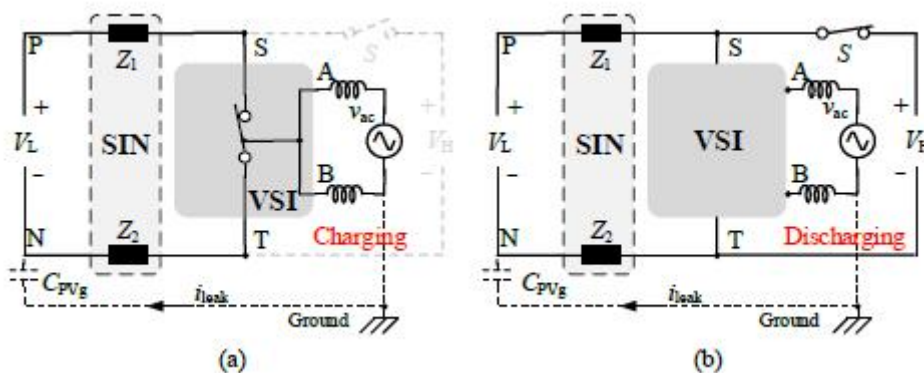 P
Z1
S
S
A
vac
+
VL
−
SIN
+
VH
−
B
VSI
N
Z2
T
Charging
CPVg
ileak
Ground
(a)
P
Z1
S
S
A
vac
+
VL
−
SIN
VSI
+
VH
−
B
N
Z2
T
Discharging
CPVg
ileak
Ground
(b)